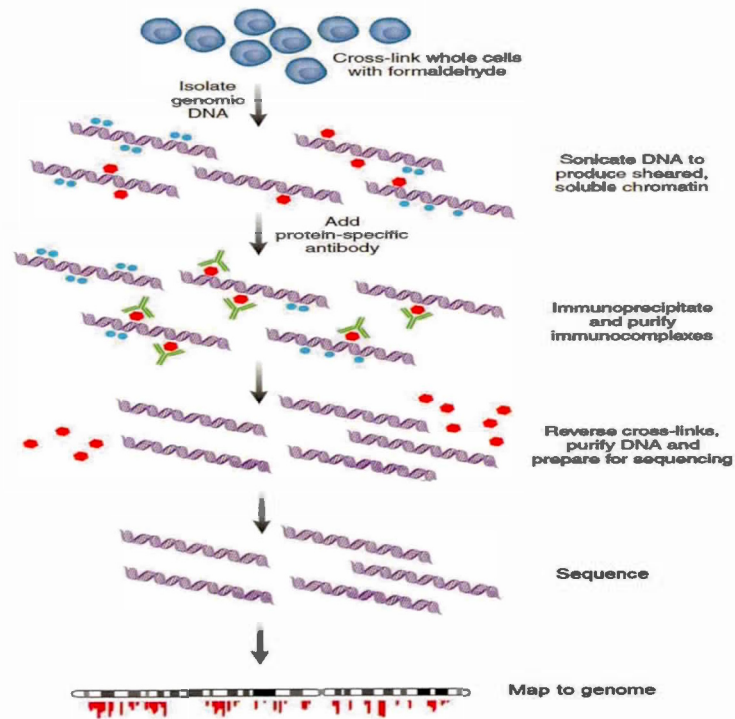 Cross-link whole cells
with formaldehyde
Isolate
genomic
DNA
Sonicate DNA to
produce sheared,
soluble chromatin
Add
protein-specific
antibody
Immunoprecipitate
and purify
immunocomplexes
Reverse cross-links,
purify DNA and
prepare for sequencing
Sequence
Map to genome